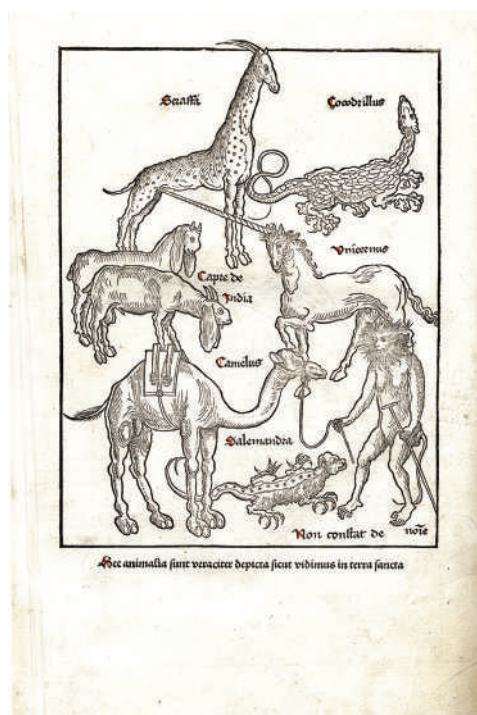 Seraffa
Cocodrillus
Vnicornus
Capre de
India
Camelus
Salemandra
Non constat de
noie
Hec animalia sunt veraciter depicta sicut vidimus in terra sancta